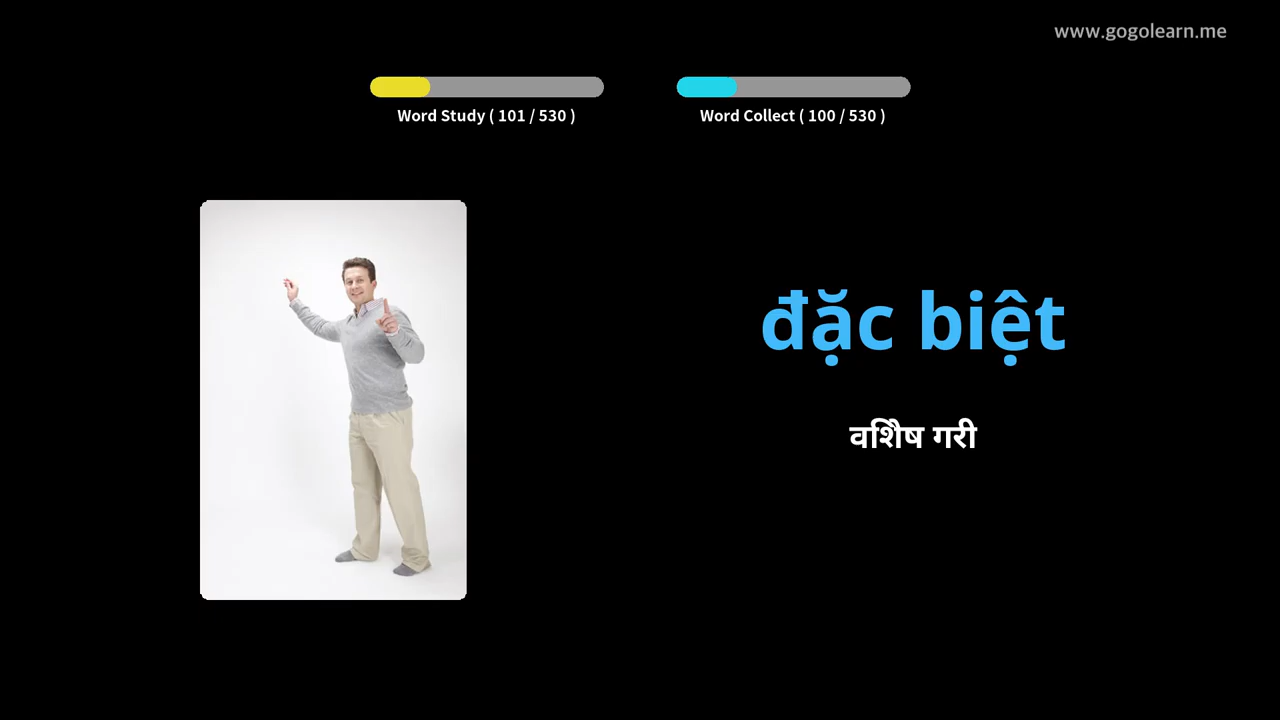 www.gogolearn.me
Word Study ( 101 / 530 )
Word Collect ( 100 / 530 )
đặc biệt
विशेष गरी